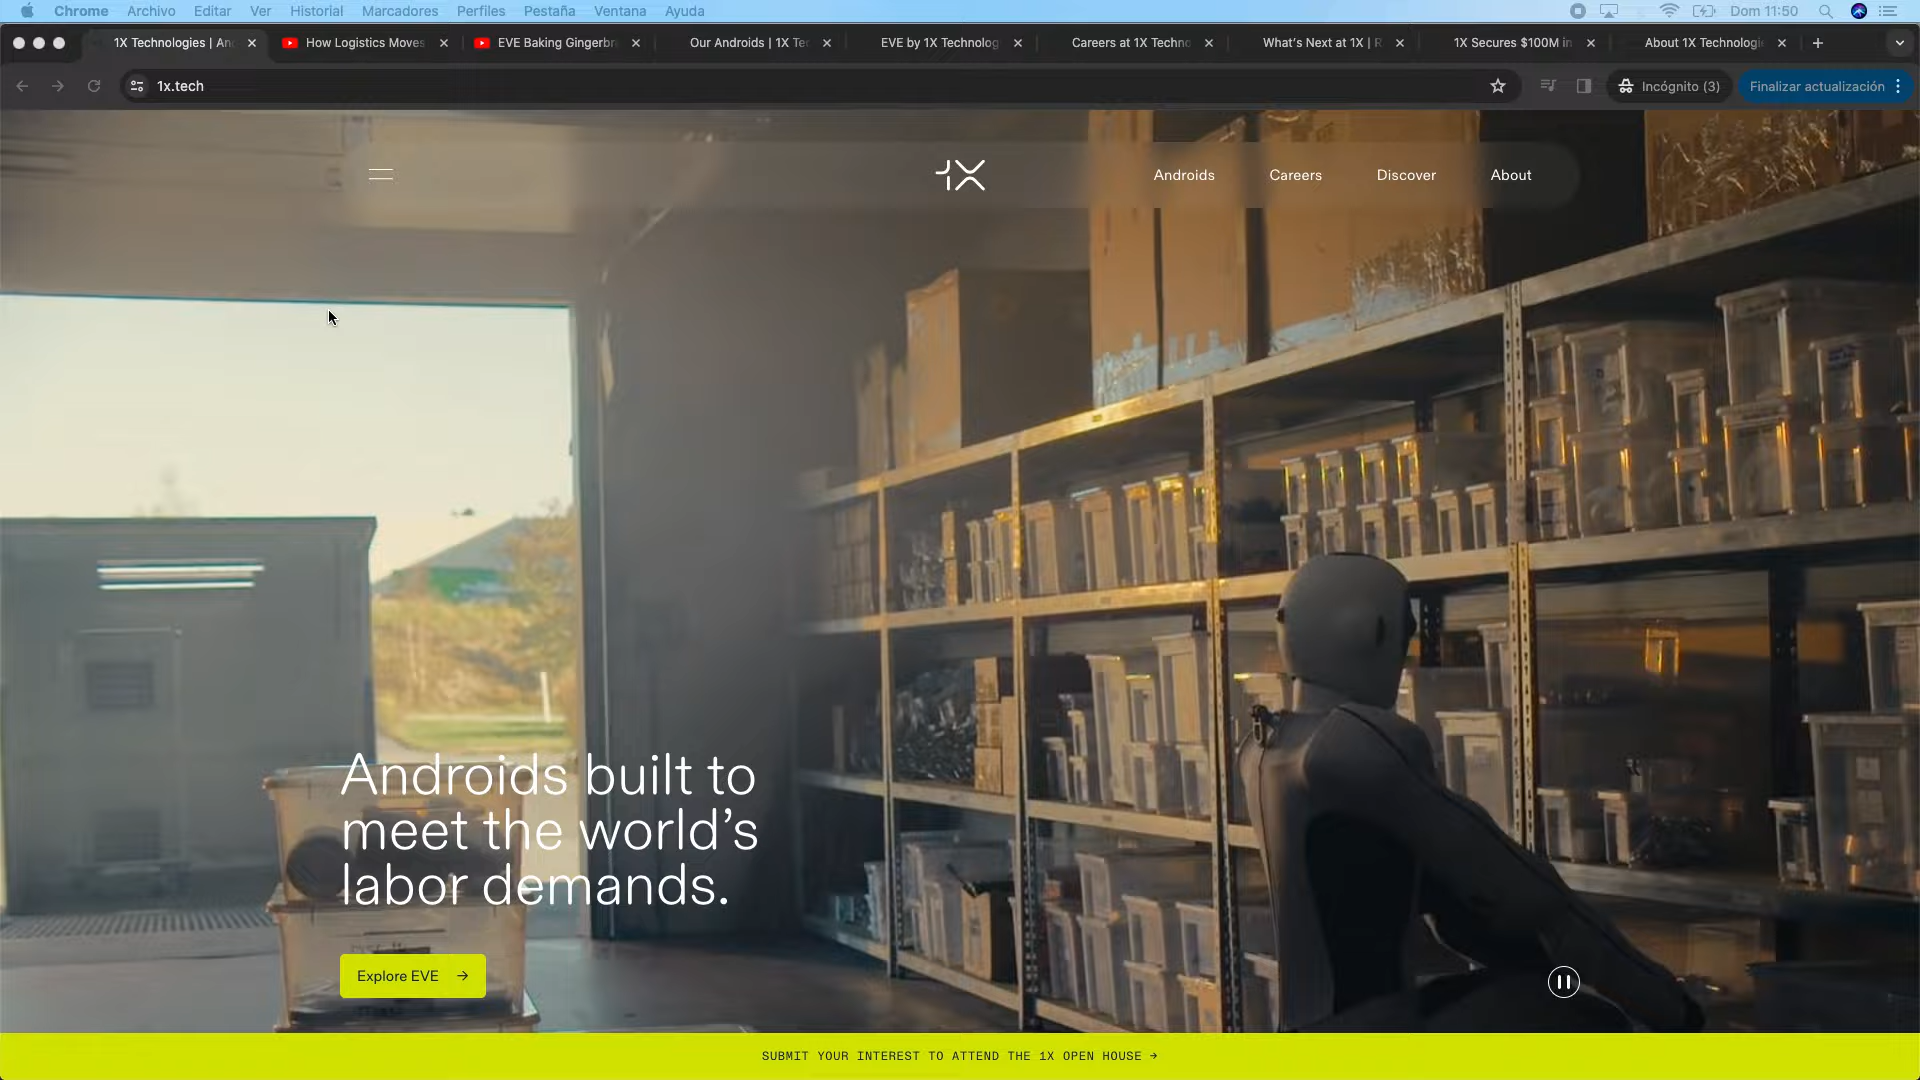 Chrome Archivo Editar Ver Historial Marcadores Perfiles Pestaña Ventana Ayuda Dom 11:50
1X Technologies | An How Logistics Moves EVE Baking Gingerbr Our Androids | 1X Te EVE by 1X Technolog Careers at 1X Techno What's Next at 1X | R 1X Secures $100M in About 1X Technologi
1x.tech Incógnito (3) Finalizar actualización
1X Androids Careers Discover About
Androids built to
meet the world’s
labor demands.
Explore EVE →
SUBMIT YOUR INTEREST TO ATTEND THE 1X OPEN HOUSE →